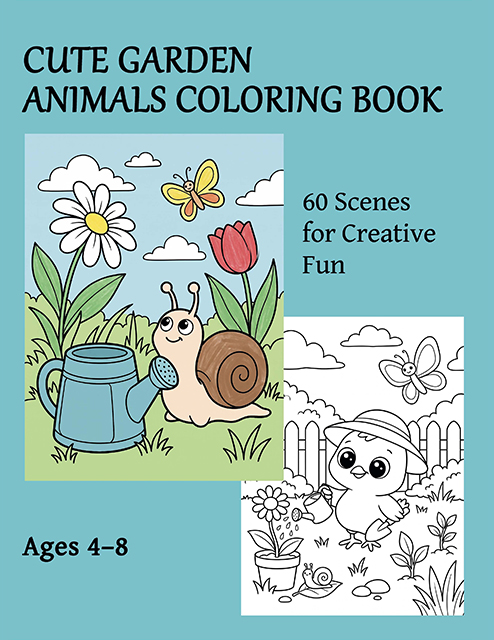 CUTE GARDEN
ANIMALS COLORING BOOK
60 Scenes
for Creative
Fun
Ages 4–8